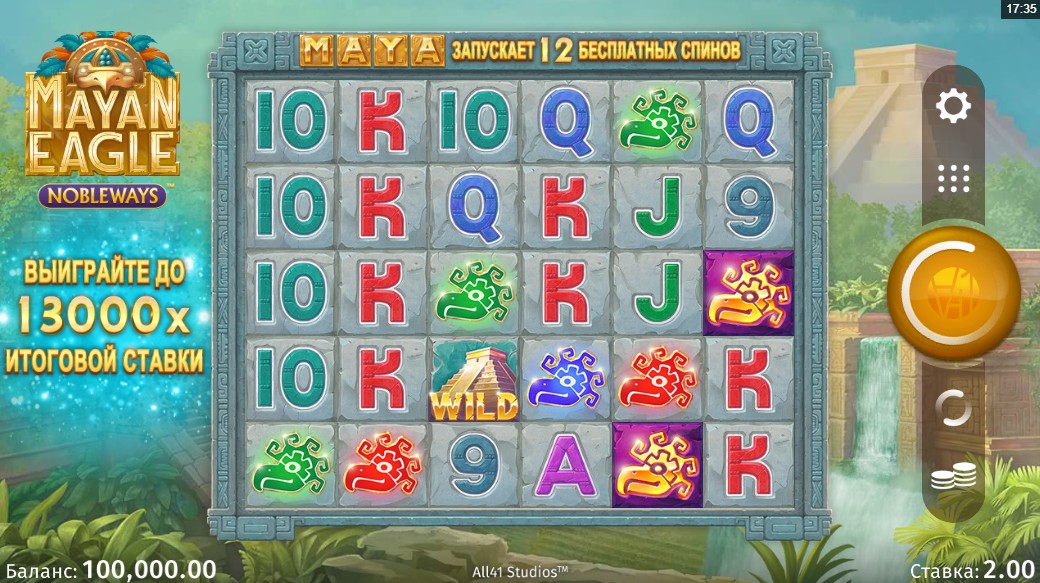 17:35
MAYAN
EAGLE
NOBLEWAYS™
MAYA ЗАПУСКАЕТ 12 БЕСПЛАТНЫХ СПИНОВ
ВЫИГРАЙТЕ ДО
13000x
ИТОГОВОЙ СТАВКИ
10 K 10 Q Q
10 K Q K J 9
10 K K J
10 K WILD K
9 A K
Баланс: 100,000.00
All41 Studios™
Ставка: 2.00